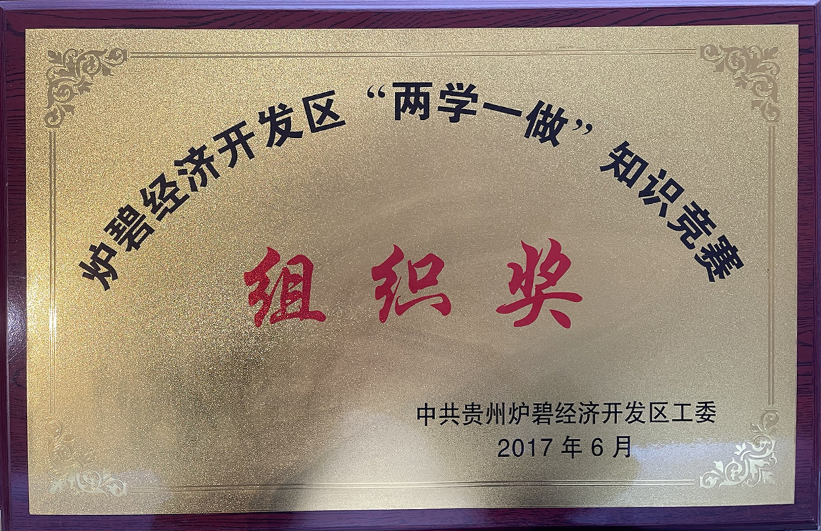 炉碧经济开发区“两学一做”知识竞赛
组织奖
中共贵州炉碧经济开发区工委
2017年6月